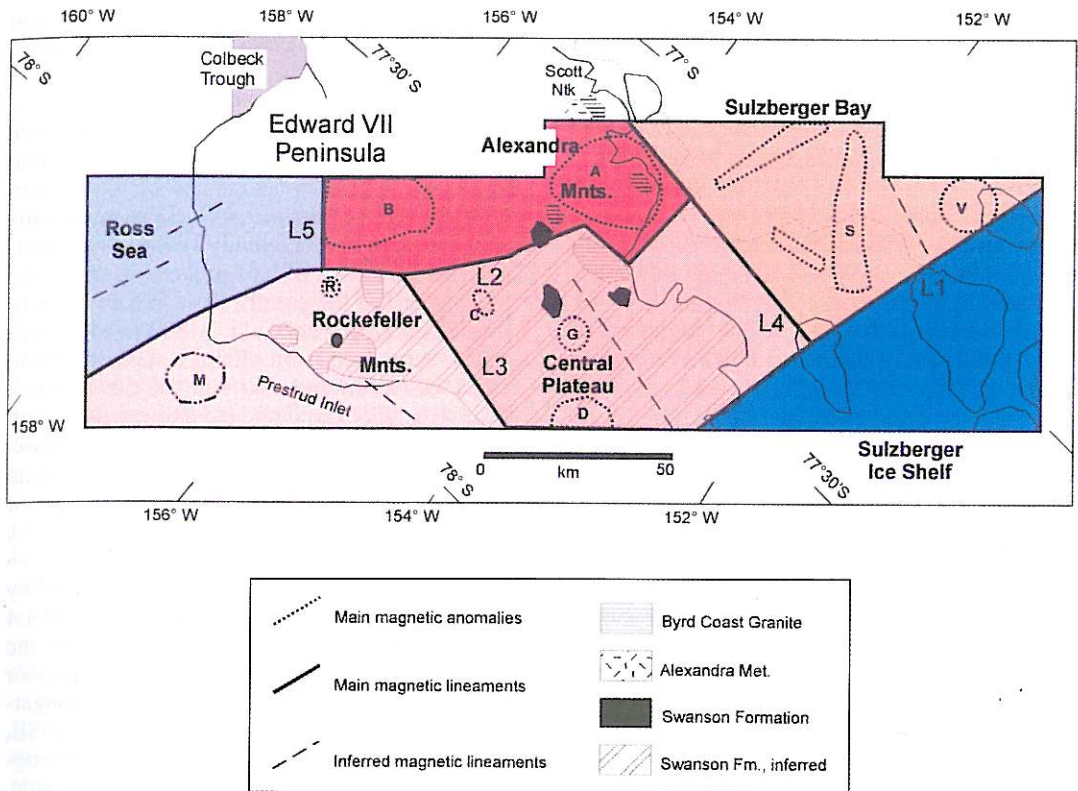 160° W
158° W
156° W
154° W
152° W
78° S
Colbeck
Trough
77°30' S
Scott
Ntk
77° S
Edward VII
Peninsula
Sulzberger Bay
Alexandra
Mnts.
A
B
S
V
Ross
Sea
L5
L2
L1
R
C
Rockefeller
Mnts.
G
L4
L3
Central
Plateau
M
Prestrud Inlet
D
158° W
0
50
km
Sulzberger
Ice Shelf
78° S
77°30'S
156° W
154° W
152° W
Main magnetic anomalies
Main magnetic lineaments
Inferred magnetic lineaments
Byrd Coast Granite
Alexandra Met.
Swanson Formation
Swanson Fm., inferred